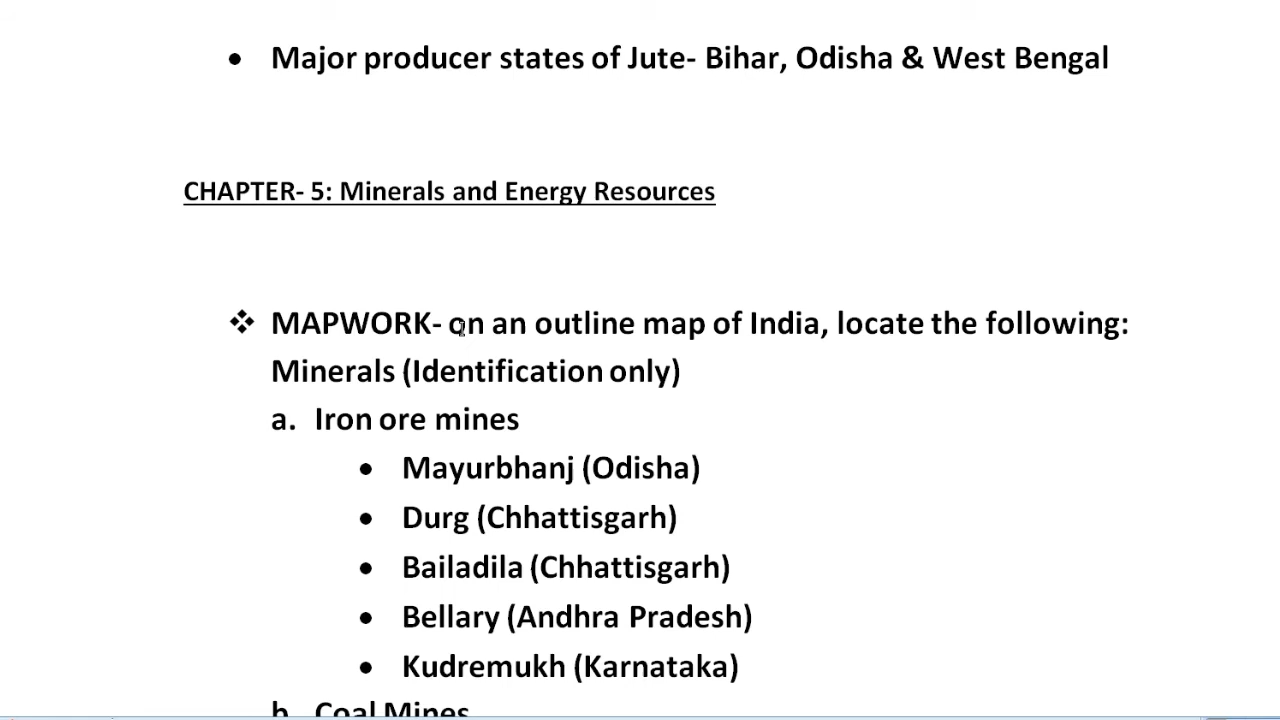 • Major producer states of Jute- Bihar, Odisha & West Bengal
CHAPTER- 5: Minerals and Energy Resources
❖ MAPWORK- on an outline map of India, locate the following:
Minerals (Identification only)
a. Iron ore mines
• Mayurbhanj (Odisha)
• Durg (Chhattisgarh)
• Bailadila (Chhattisgarh)
• Bellary (Andhra Pradesh)
• Kudremukh (Karnataka)
b. Coal Mines